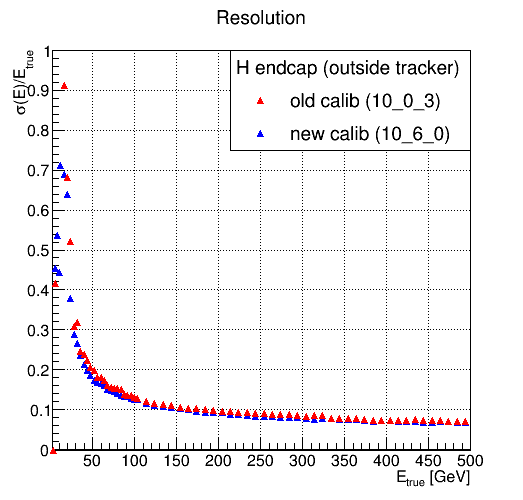 Resolution
σ(E)/E_true
H endcap (outside tracker)
old calib (10_0_3)
new calib (10_6_0)
1
0.9
0.8
0.7
0.6
0.5
0.4
0.3
0.2
0.1
0
50 100 150 200 250 300 350 400 450 500
E_true [GeV]